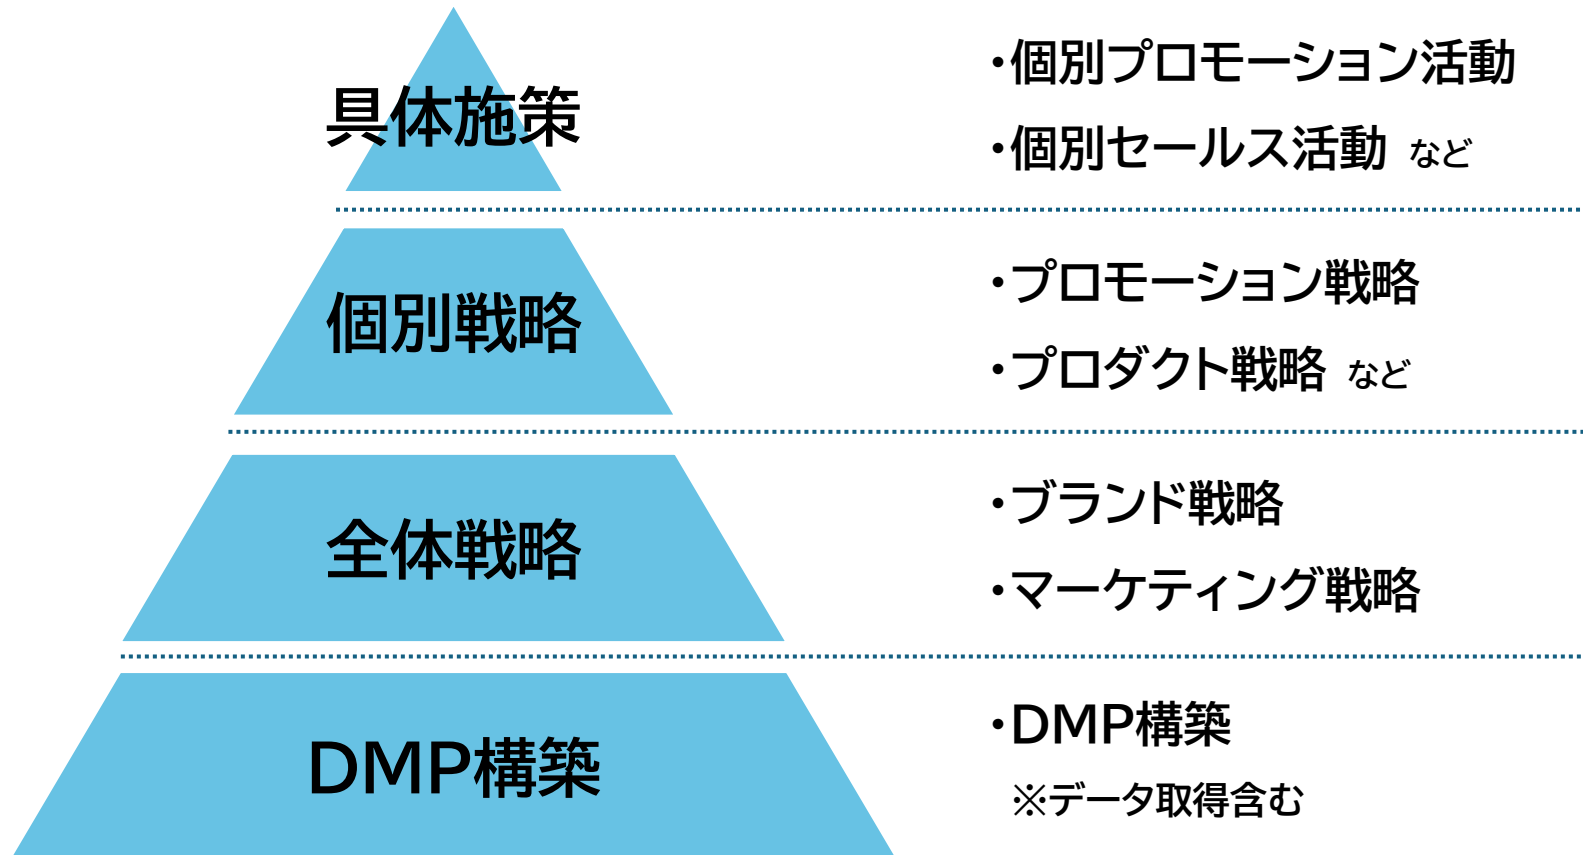 具体施策
・個別プロモーション活動
・個別セールス活動 など
個別戦略
・プロモーション戦略
・プロダクト戦略 など
全体戦略
・ブランド戦略
・マーケティング戦略
DMP構築
・DMP構築
※データ取得含む